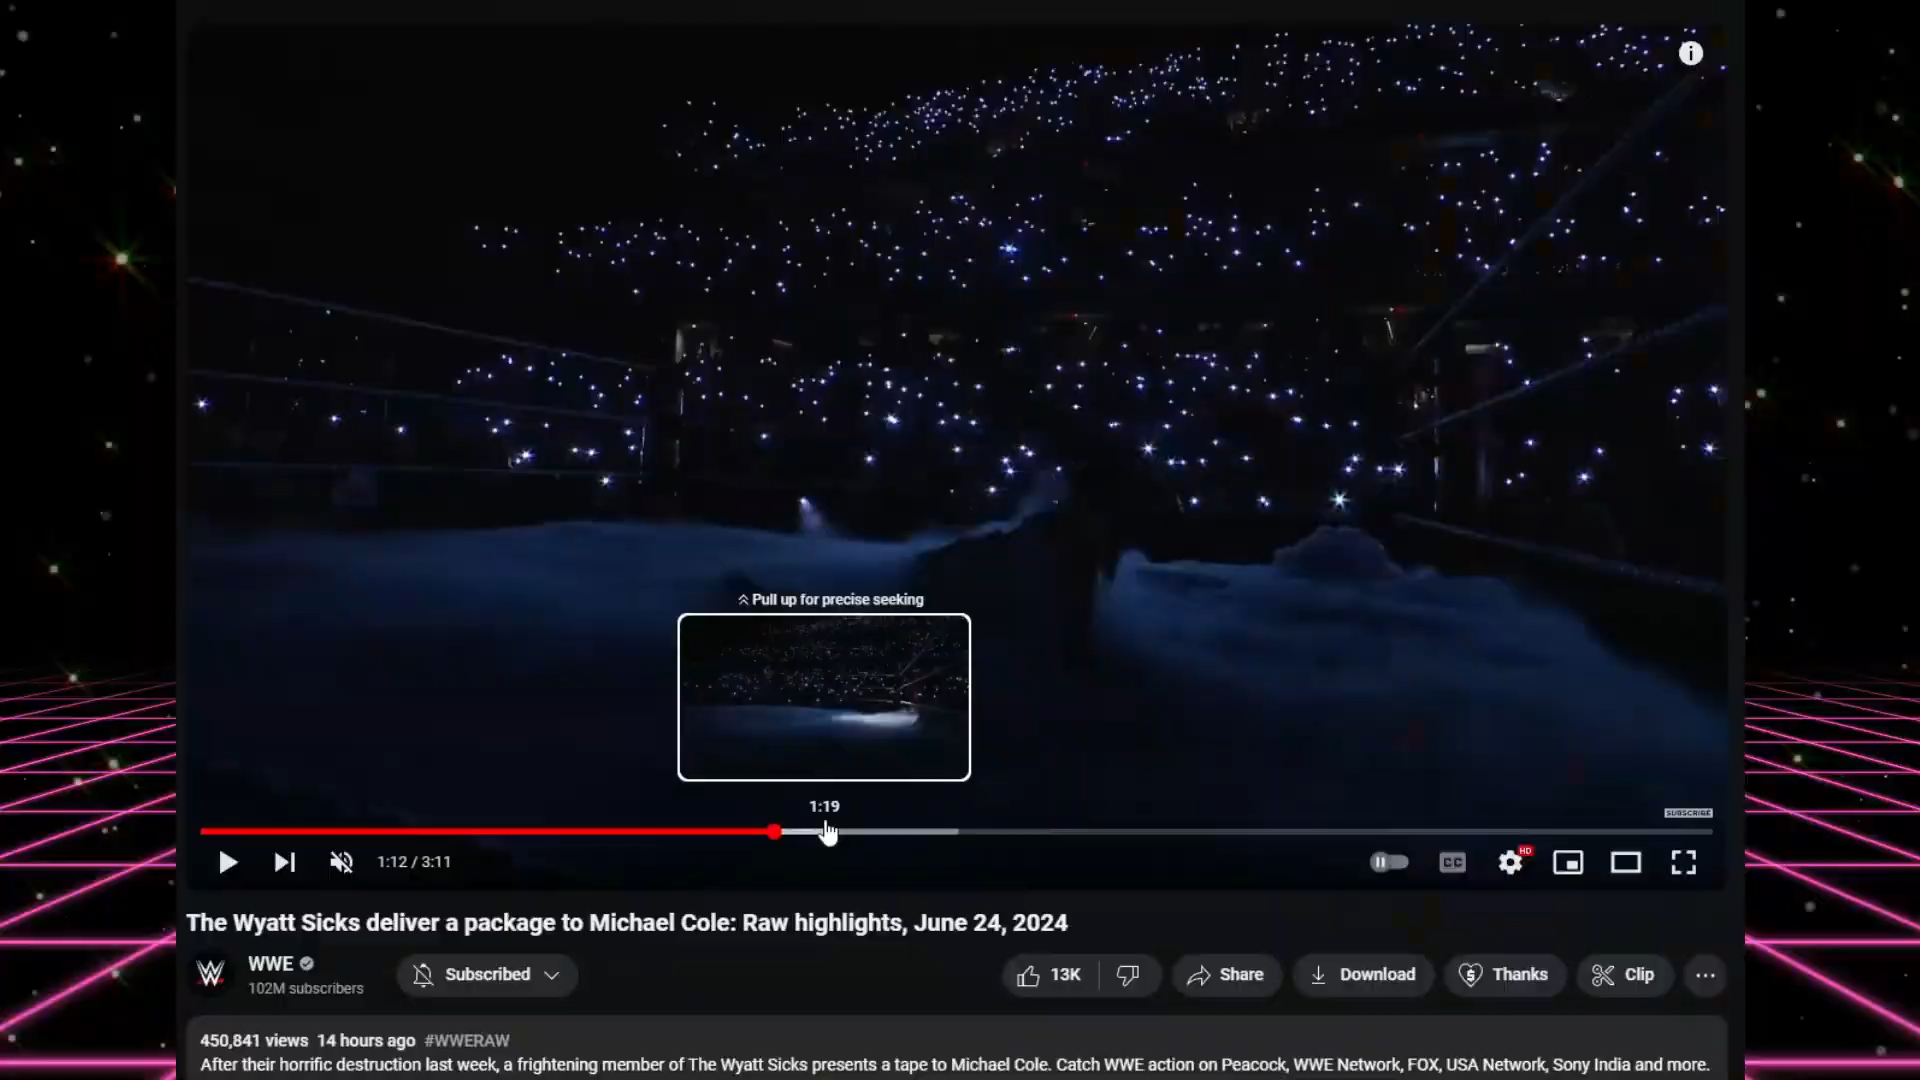 Pull up for precise seeking
1:19
SUBSCRIBE
1:12 / 3:11
CC
HD
The Wyatt Sicks deliver a package to Michael Cole: Raw highlights, June 24, 2024
W
WWE
102M subscribers
Subscribed
13K
Share
Download
Thanks
Clip
450,841 views 14 hours ago #WWERAW
After their horrific destruction last week, a frightening member of The Wyatt Sicks presents a tape to Michael Cole. Catch WWE action on Peacock, WWE Network, FOX, USA Network, Sony India and more.